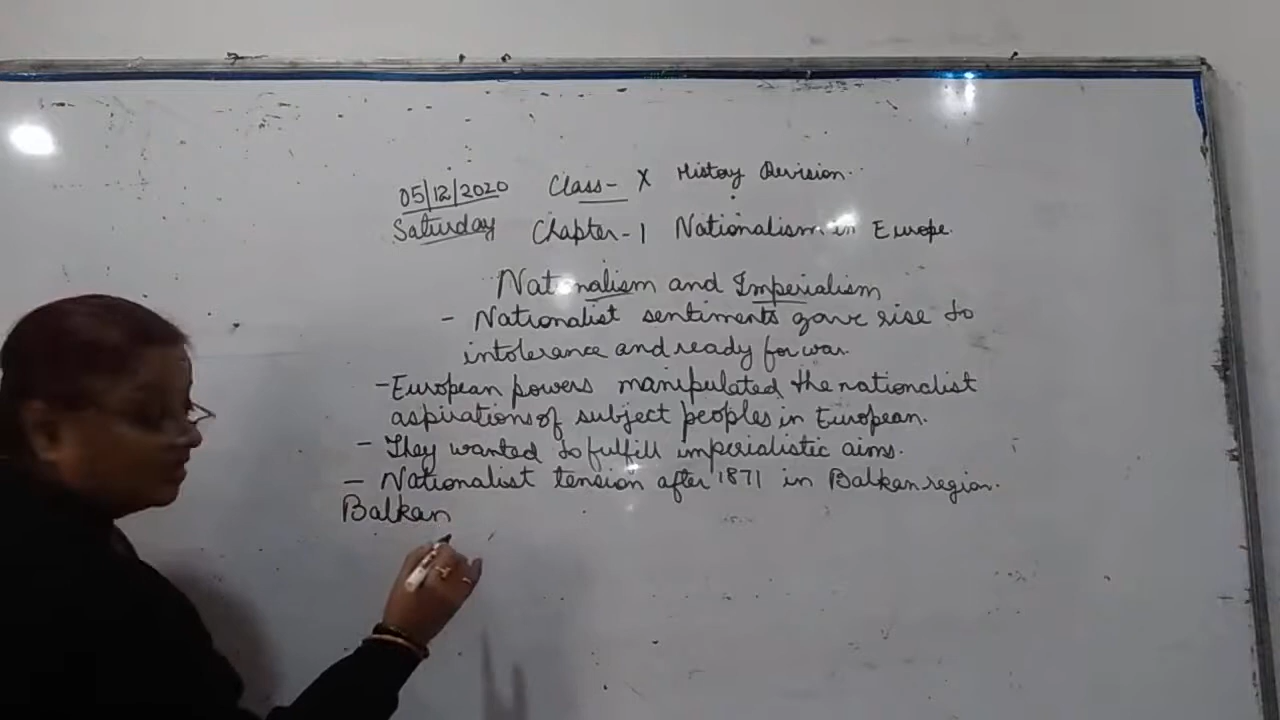 05/12/2020 Class- X History Revision.
Saturday Chapter-1 Nationalism in Europe.
Nationalism and Imperialism
- Nationalist sentiments gave rise to
intolerance and ready for war.
- European powers manipulated the nationalist
aspirations of subject peoples in European.
- They wanted to fulfill imperialistic aims.
- Nationalist tension after 1871 in Balkan region.
Balkan